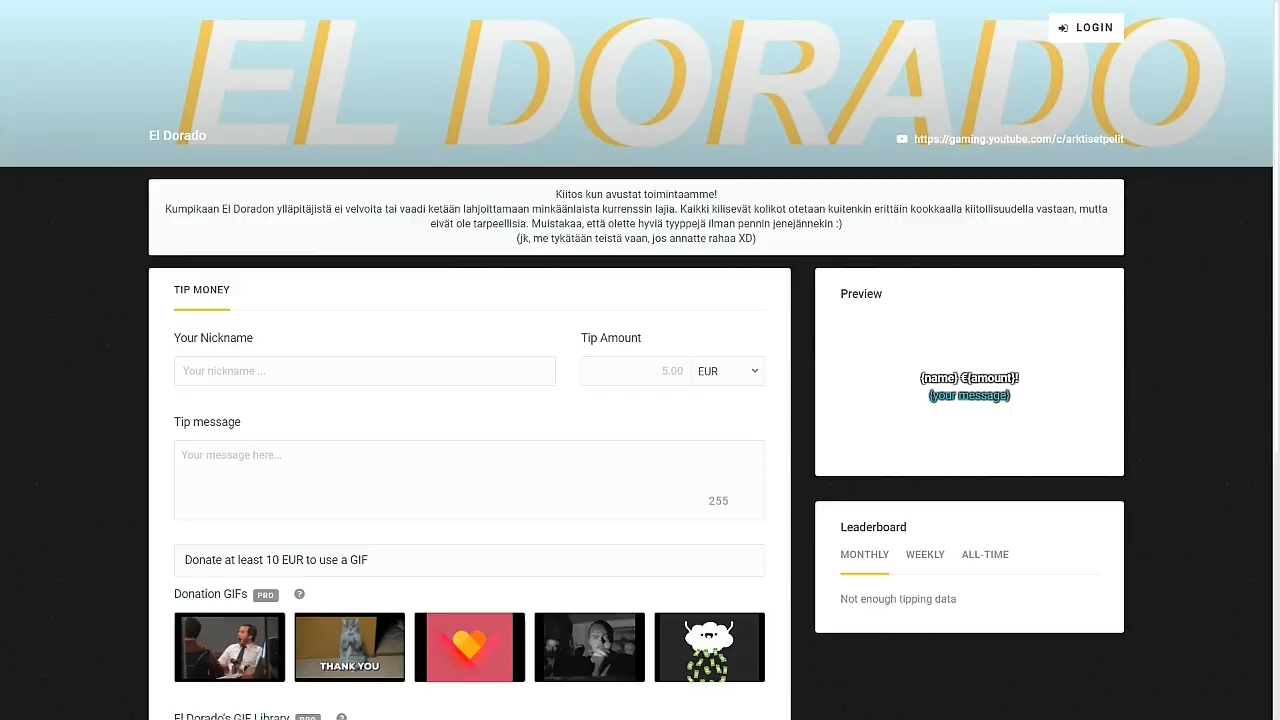 EL DORADO
LOGIN
El Dorado
https://gaming.youtube.com/c/arktisetpelit
Kiitos kun avustat toimintaamme!
Kumpikaan El Doradon ylläpitäjistä ei velvoita tai vaadi ketään lahjoittamaan minkäänlaista kurrenssin lajia. Kaikki kilisevät kolikot otetaan kuitenkin erittäin kookkaalla kiitollisuudella vastaan, mutta
eivät ole tarpeellisia. Muistakaa, että olette hyviä tyyppejä ilman pennin jenejännekin :)
(jk, me tykätään teistä vaan, jos annatte rahaa XD)
TIP MONEY
Your Nickname
Tip Amount
Your nickname ...
5.00
EUR
Tip message
Your message here...
255
Donate at least 10 EUR to use a GIF
Donation GIFs PRO ?
THANK YOU
El Dorado's GIF Library PRO ?
Preview
{name} €{amount}!
{your message}
Leaderboard
MONTHLY WEEKLY ALL-TIME
Not enough tipping data